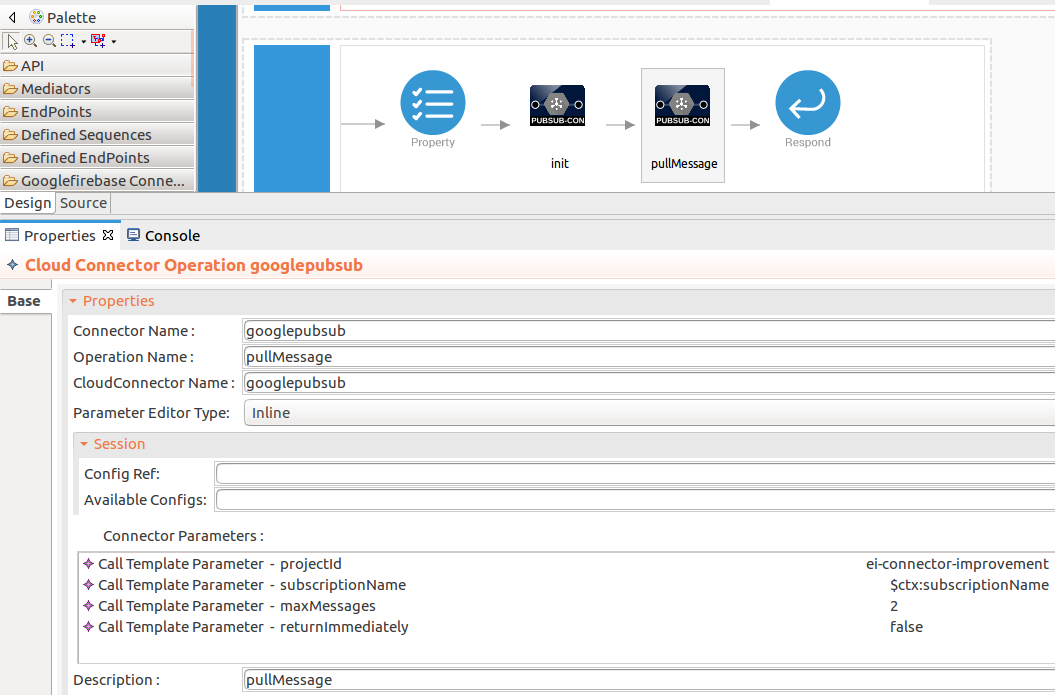 Palette
API
Mediators
EndPoints
Defined Sequences
Defined EndPoints
Googlefirebase Conne...
PUBSUB-CON
PUBSUB-CON
Property
init
pullMessage
Respond
Design Source
Properties Console
Cloud Connector Operation googlepubsub
Base
Properties
Connector Name : googlepubsub
Operation Name : pullMessage
CloudConnector Name : googlepubsub
Parameter Editor Type: Inline
Session
Config Ref:
Available Configs:
Connector Parameters :
Call Template Parameter - projectId ei-connector-improvement
Call Template Parameter - subscriptionName $ctx:subscriptionName
Call Template Parameter - maxMessages 2
Call Template Parameter - returnImmediately false
Description : pullMessage